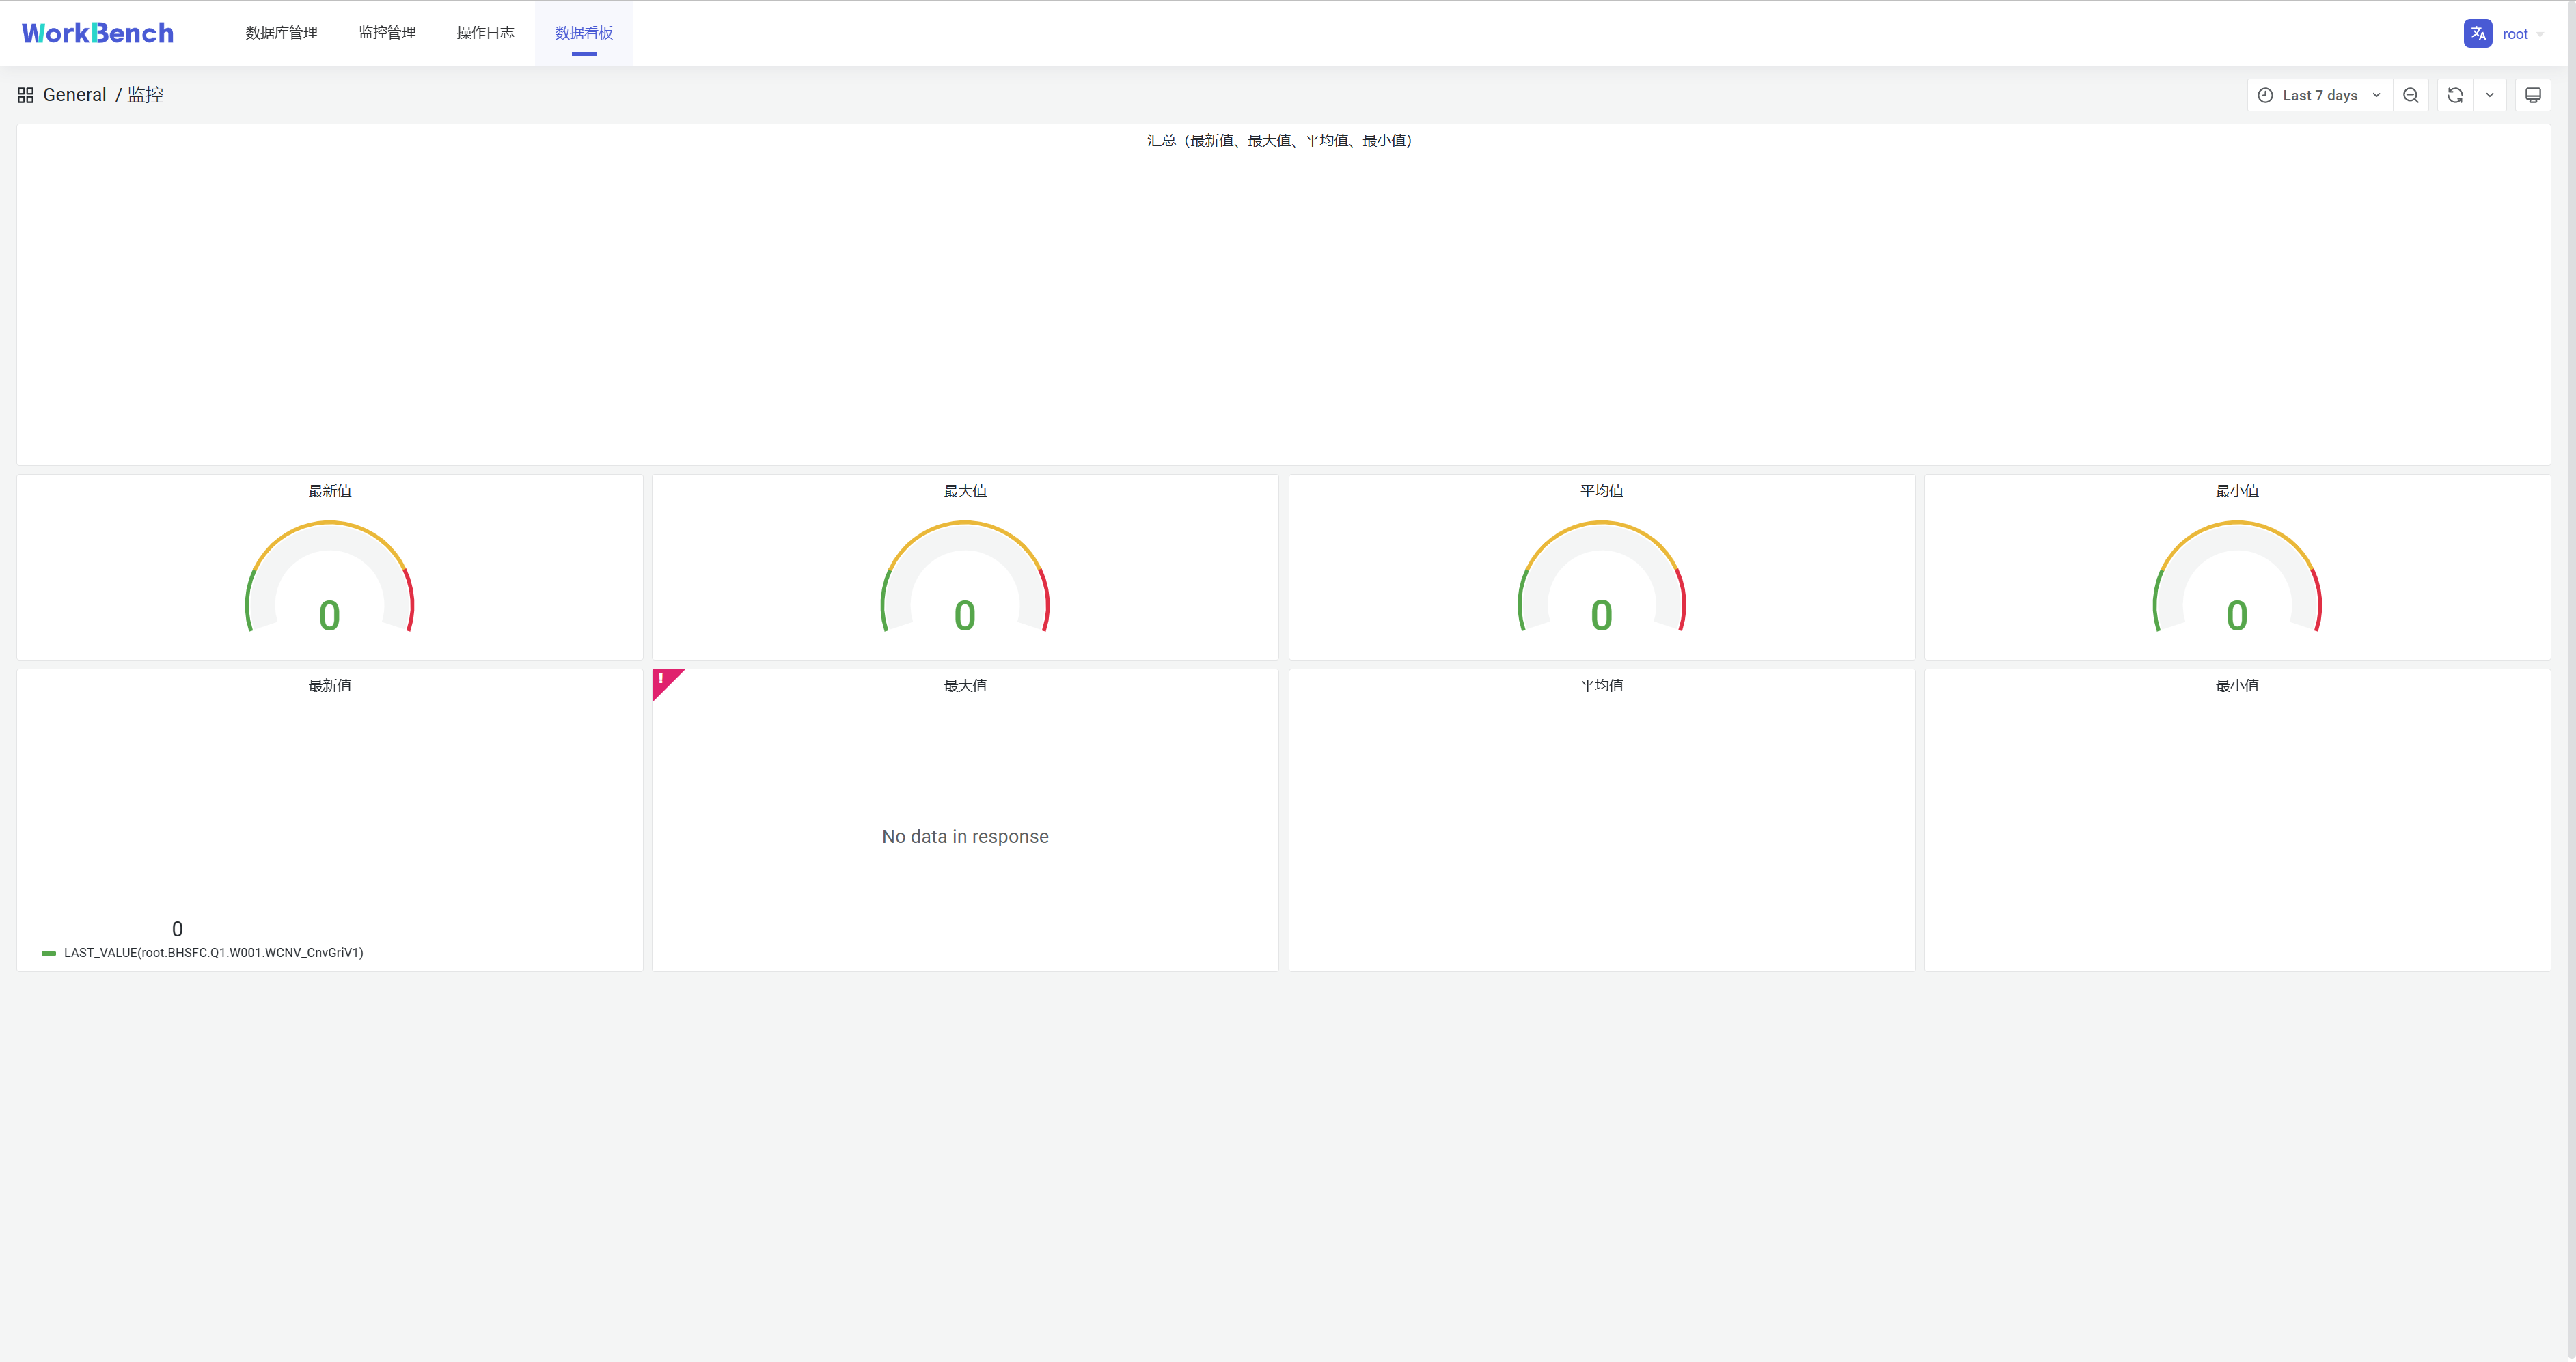 WorkBench
数据库管理 监控管理 操作日志 数据看板
root
General / 监控
Last 7 days
汇总（最新值、最大值、平均值、最小值）
最新值 最大值 平均值 最小值
0 0 0 0
最新值 最大值 平均值 最小值
!
No data in response
0
LAST_VALUE(root.BHSFC.Q1.W001.WCNV_CnvGriV1)